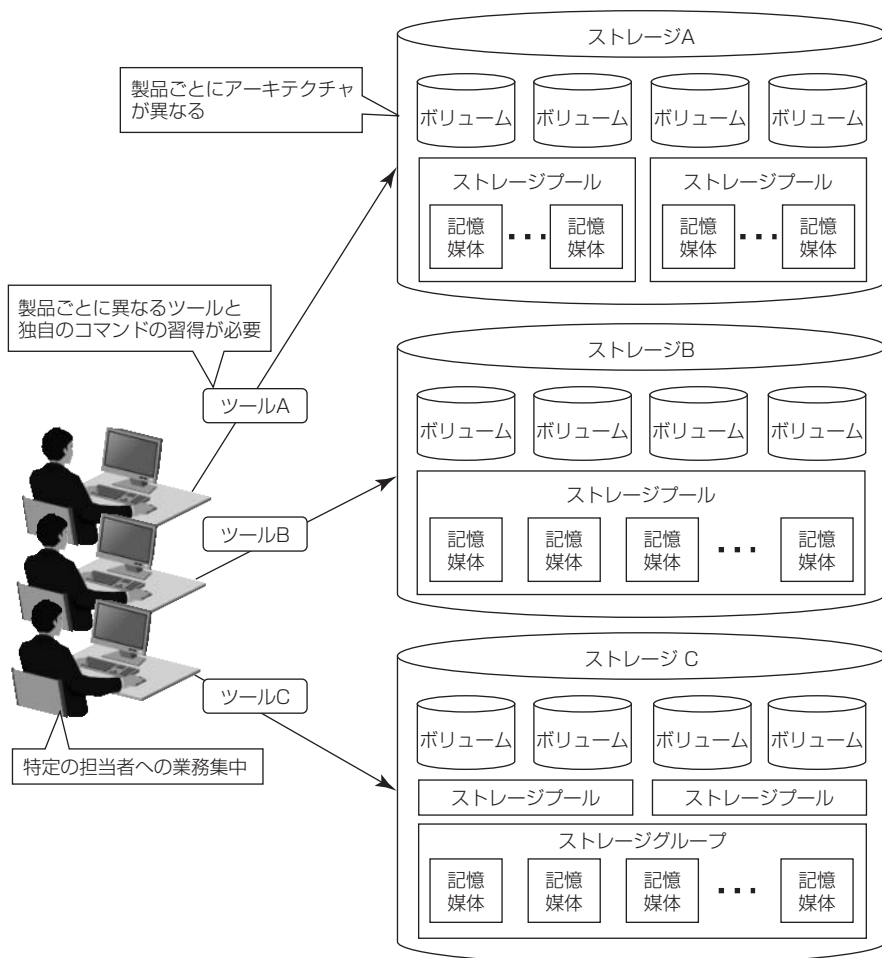 ストレージA
製品ごとにアーキテクチャ
が異なる
ボリューム
ボリューム
ボリューム
ボリューム
ストレージプール
記憶
媒体
･･･
記憶
媒体
ストレージプール
記憶
媒体
･･･
記憶
媒体
製品ごとに異なるツールと
独自のコマンドの習得が必要
ツールA
ストレージB
ボリューム
ボリューム
ボリューム
ボリューム
ストレージプール
記憶
媒体
記憶
媒体
記憶
媒体
･･･
記憶
媒体
ツールB
ストレージ C
ボリューム
ボリューム
ボリューム
ボリューム
ストレージプール
ストレージプール
ストレージグループ
記憶
媒体
記憶
媒体
記憶
媒体
･･･
記憶
媒体
ツールC
特定の担当者への業務集中